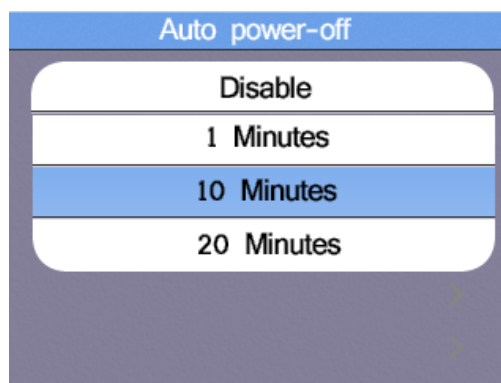 Auto power-off
Disable
1 Minutes
10 Minutes
20 Minutes